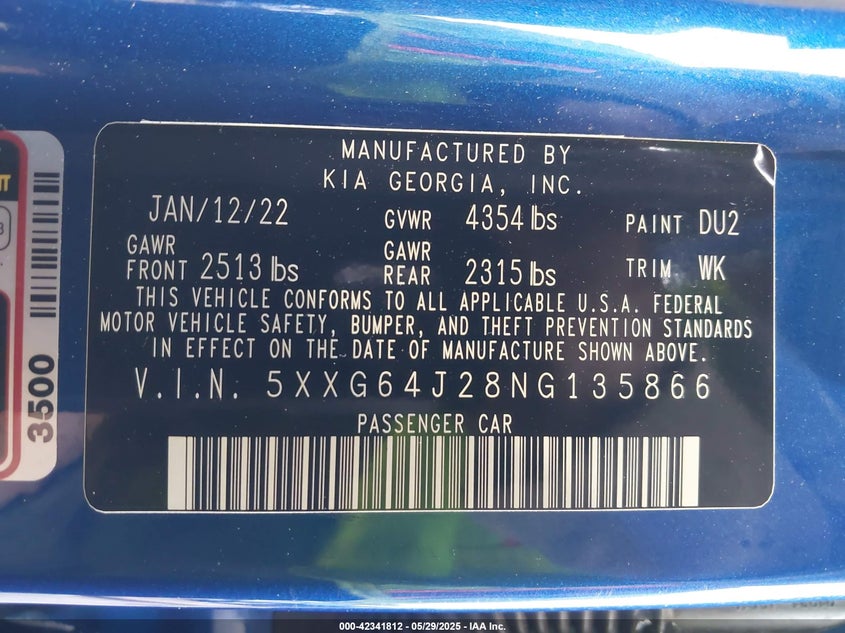 MANUFACTURED BY
KIA GEORGIA, INC.
JAN/12/22 GVWR 4354 lbs PAINT DU2
GAWR FRONT 2513 lbs GAWR REAR 2315 lbs TRIM WK
THIS VEHICLE CONFORMS TO ALL APPLICABLE U.S.A. FEDERAL
MOTOR VEHICLE SAFETY, BUMPER, AND THEFT PREVENTION STANDARDS
IN EFFECT ON THE DATE OF MANUFACTURE SHOWN ABOVE.
V.I.N. 5XXG64J28NG135866
PASSENGER CAR
3500
000-42341812 - 05/29/2025 - IAA Inc.